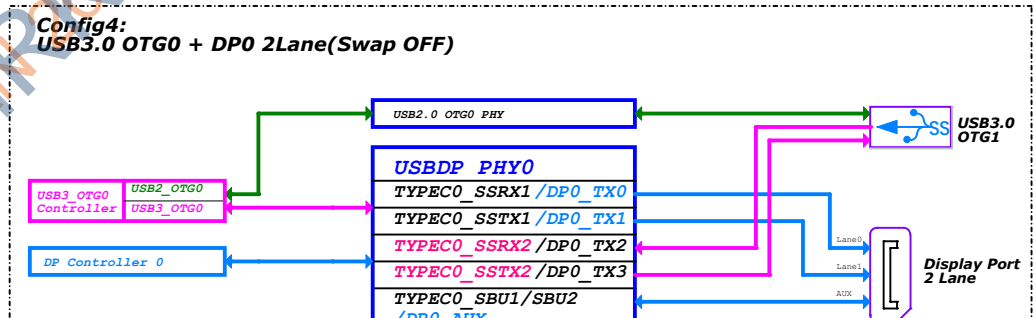 Config4:
USB3.0 OTG0 + DP0 2Lane(Swap OFF)
USB2.0 OTG0 PHY
SS
USB3.0
OTG1
USBDP PHY0
USB3_OTG0
Controller
USB2_OTG0
USB3_OTG0
TYPEC0_SSRX1/DP0_TX0
TYPEC0_SSTX1/DP0_TX1
TYPEC0_SSRX2/DP0_TX2
TYPEC0_SSTX2/DP0_TX3
TYPEC0_SBU1/SBU2
/DP0_AUX
DP Controller 0
Lane0
Lane1
AUX
Display Port
2 Lane